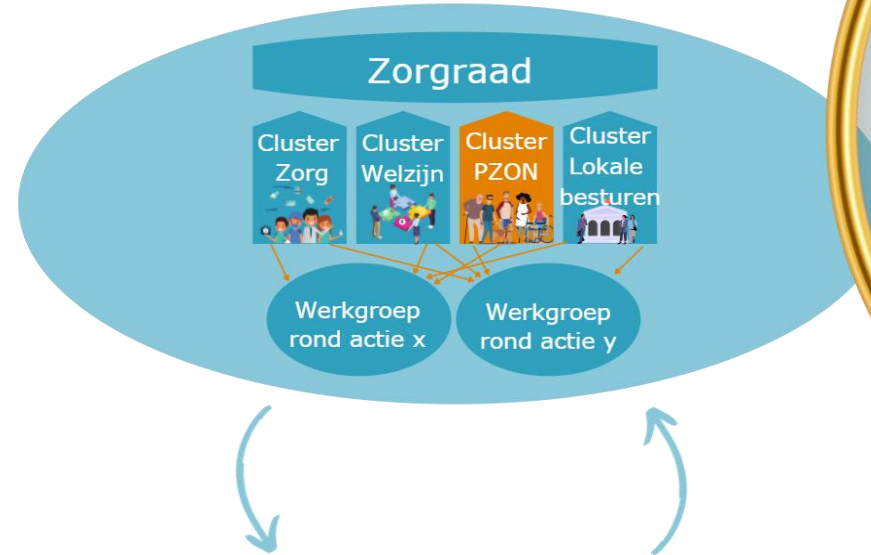 Zorgraad
Cluster
Zorg
Cluster
Welzijn
Cluster
PZON
Cluster
Lokale
besturen
Werkgroep
rond actie x
Werkgroep
rond actie y